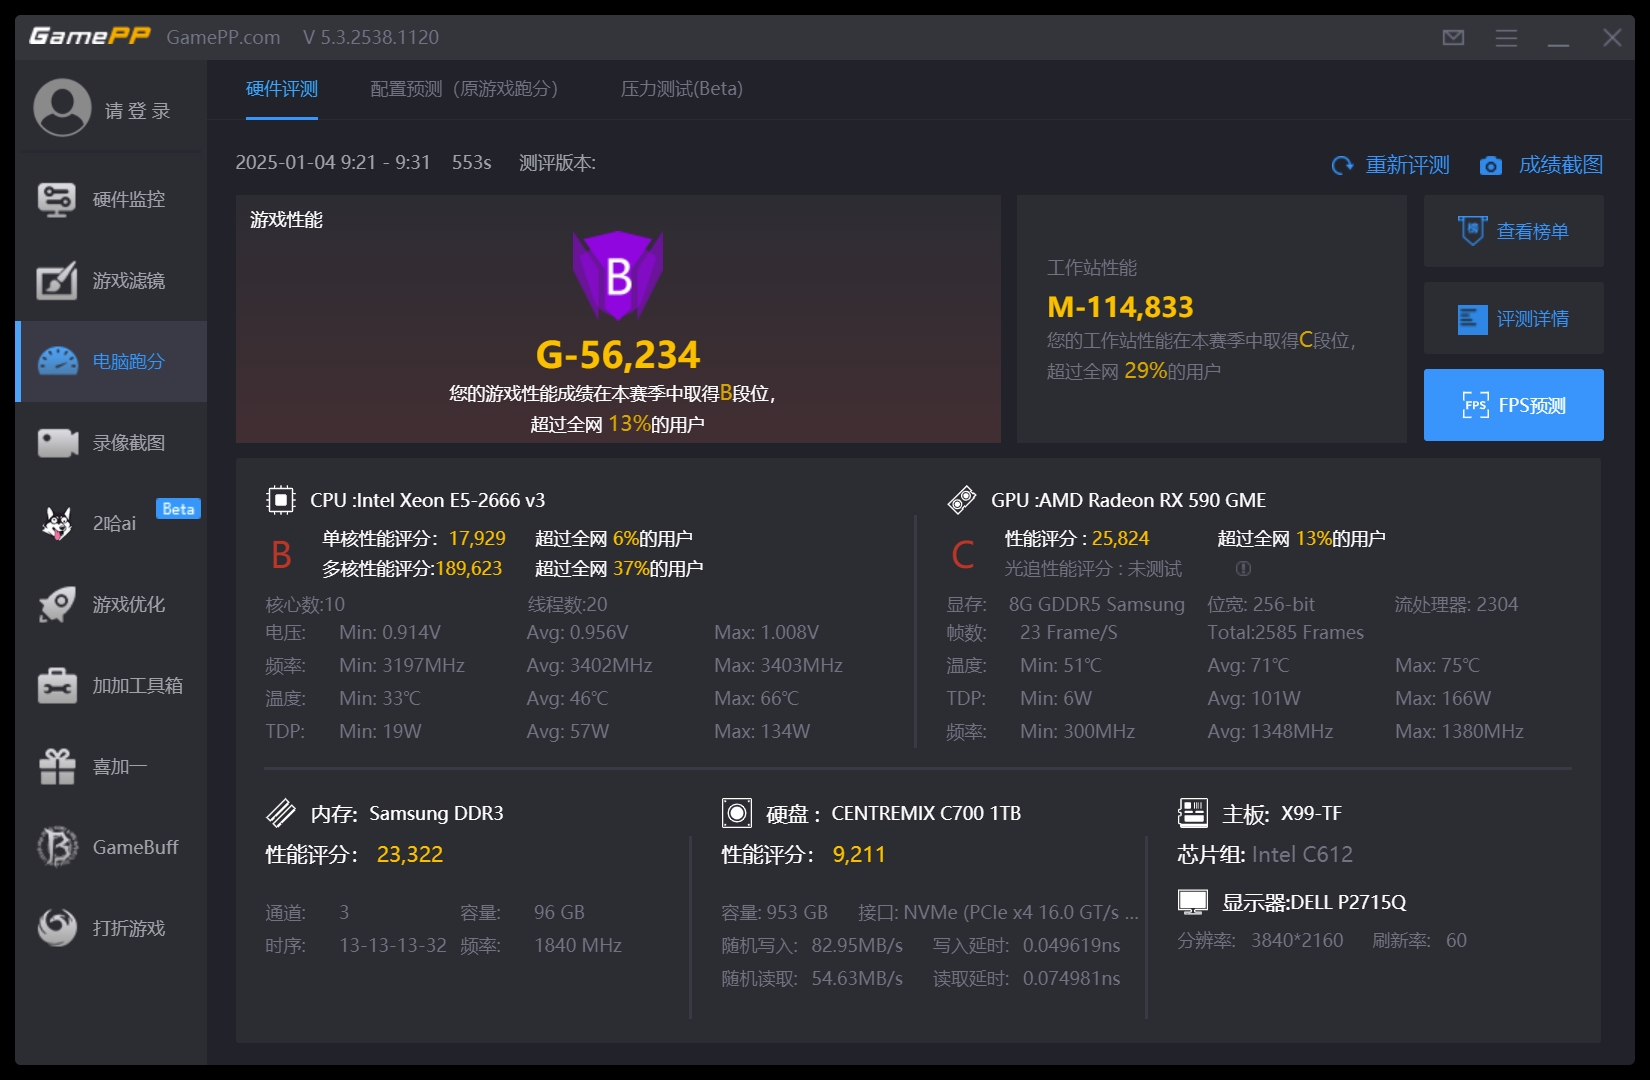 GamePP GamePP.com V 5.3.2538.1120
请登录
硬件监控
游戏滤镜
电脑跑分
录像截图
2哈ai Beta
游戏优化
加加工具箱
喜加一
GameBuff
打折游戏
硬件评测 配置预测（原游戏跑分） 压力测试(Beta)
2025-01-04 9:21 - 9:31 553s 测评版本:
重新评测 成绩截图
游戏性能
B
G-56,234
您的游戏性能成绩在本赛季中取得B段位，
超过全网 13%的用户
工作站性能
M-114,833
您的工作站性能在本赛季中取得C段位，
超过全网 29%的用户
榜 查看榜单
评测详情
FPS FPS预测
CPU :Intel Xeon E5-2666 v3
B
单核性能评分：17,929 超过全网 6%的用户
多核性能评分:189,623 超过全网 37%的用户
核心数:10 线程数:20
电压: Min: 0.914V Avg: 0.956V Max: 1.008V
频率: Min: 3197MHz Avg: 3402MHz Max: 3403MHz
温度: Min: 33℃ Avg: 46℃ Max: 66℃
TDP: Min: 19W Avg: 57W Max: 134W
GPU :AMD Radeon RX 590 GME
C
性能评分 : 25,824 超过全网 13%的用户
光追性能评分 : 未测试
显存: 8G GDDR5 Samsung 位宽: 256-bit 流处理器: 2304
帧数: 23 Frame/S Total:2585 Frames
温度: Min: 51℃ Avg: 71℃ Max: 75℃
TDP: Min: 6W Avg: 101W Max: 166W
频率: Min: 300MHz Avg: 1348MHz Max: 1380MHz
内存: Samsung DDR3
性能评分： 23,322
通道: 3 容量: 96 GB
时序: 13-13-13-32 频率: 1840 MHz
硬盘： CENTREMIX C700 1TB
性能评分： 9,211
容量: 953 GB 接口: NVMe (PCIe x4 16.0 GT/s ...
随机写入: 82.95MB/s 写入延时: 0.049619ns
随机读取: 54.63MB/s 读取延时: 0.074981ns
主板: X99-TF
芯片组: Intel C612
显示器:DELL P2715Q
分辨率: 3840*2160 刷新率: 60